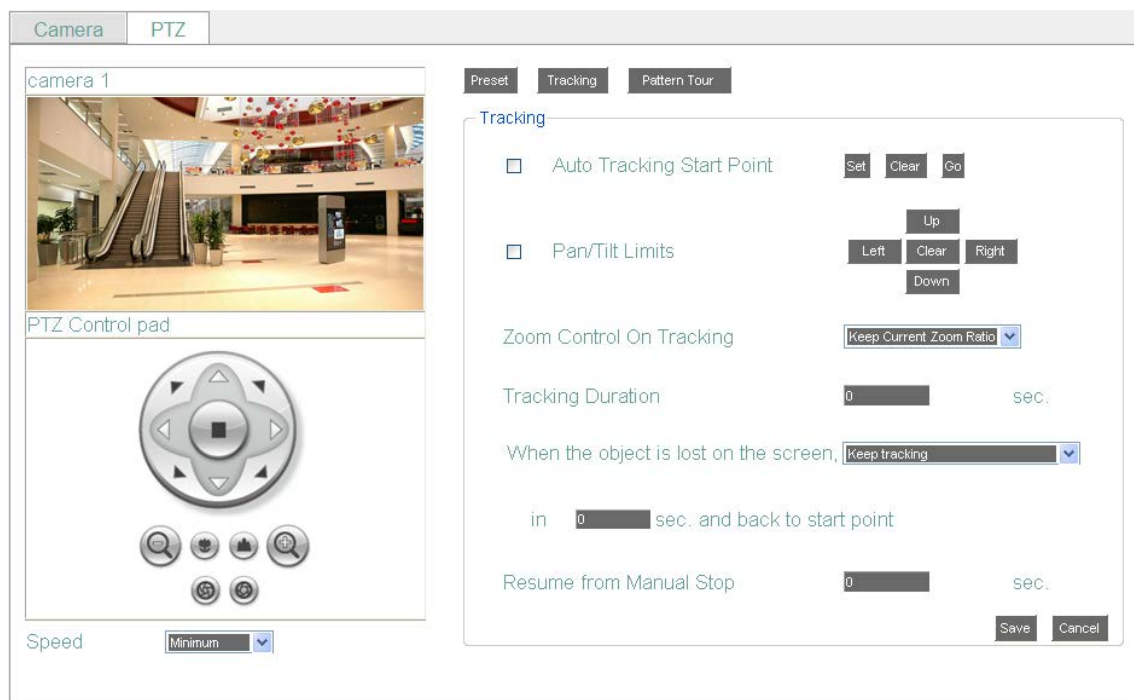 Camera PTZ
camera 1
PTZ Control pad
Speed Minimum
Preset Tracking Pattern Tour
Tracking
Auto Tracking Start Point Set Clear Go
Up
Pan/Tilt Limits Left Clear Right
Down
Zoom Control On Tracking Keep Current Zoom Ratio
Tracking Duration 0 sec.
When the object is lost on the screen, Keep tracking
in 0 sec. and back to start point
Resume from Manual Stop 0 sec.
Save Cancel